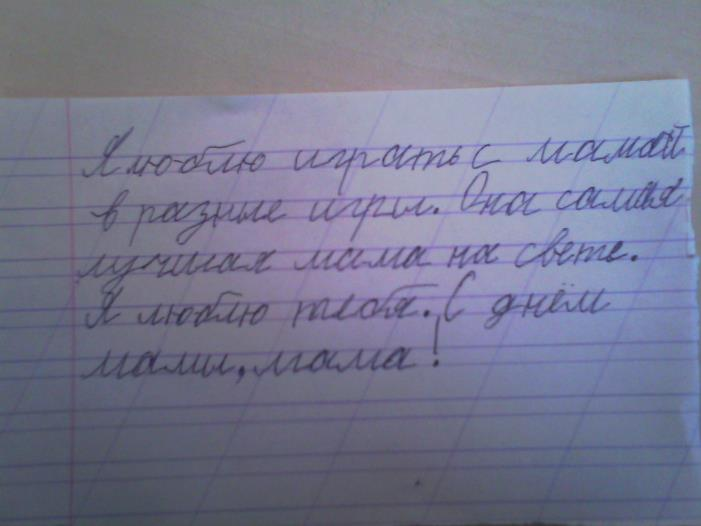 Я люблю играть с мамой
в разные игры. Она самая
лучшая мама на свете.
Я люблю тебя. С днём
мамы, мама!